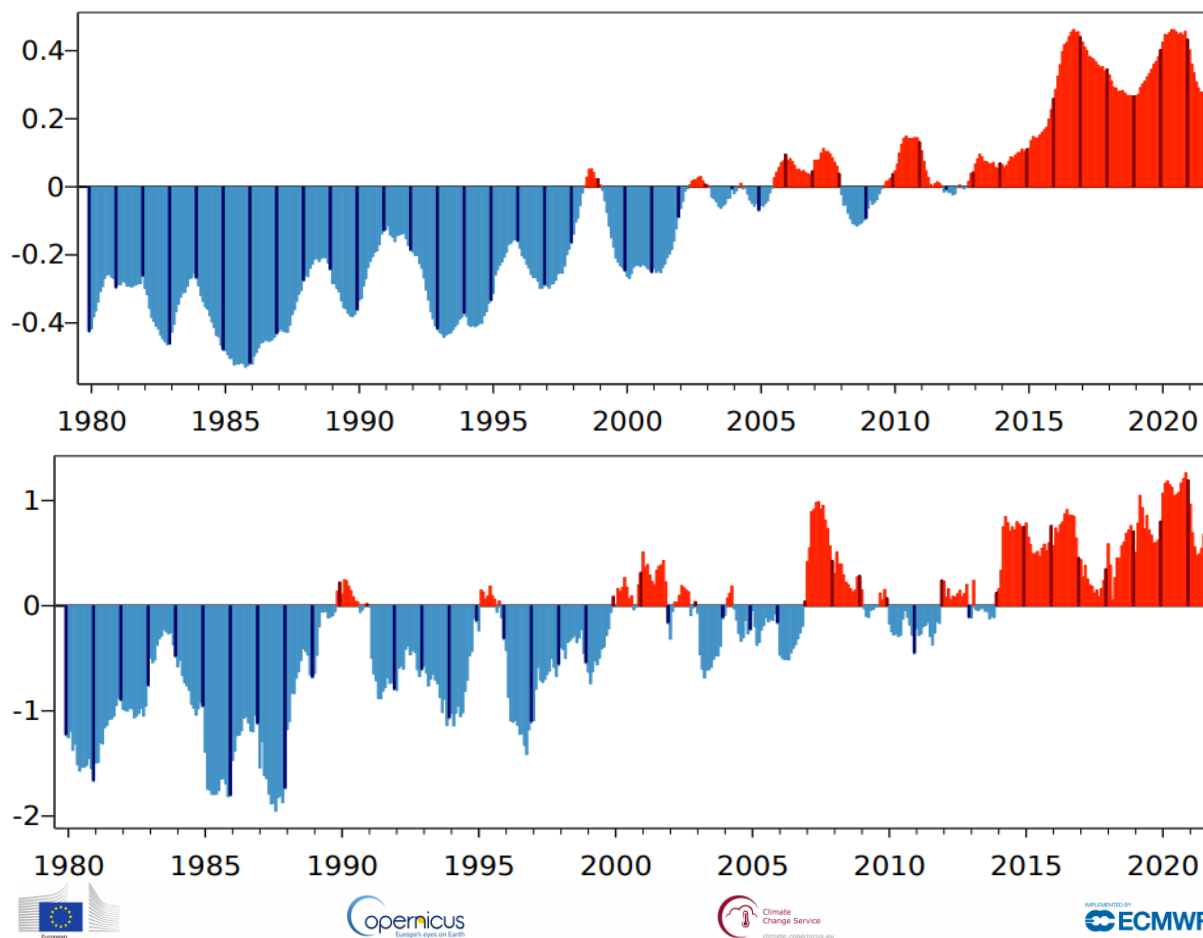 0.4
0.2
0
-0.2
-0.4
1980 1985 1990 1995 2000 2005 2010 2015 2020
1
0
-1
-2
1980 1985 1990 1995 2000 2005 2010 2015 2020
European
opernicus
Europe's eyes on Earth
Climate
Change Service
climate.copernicus.eu
IMPLEMENTED BY
ECMWF